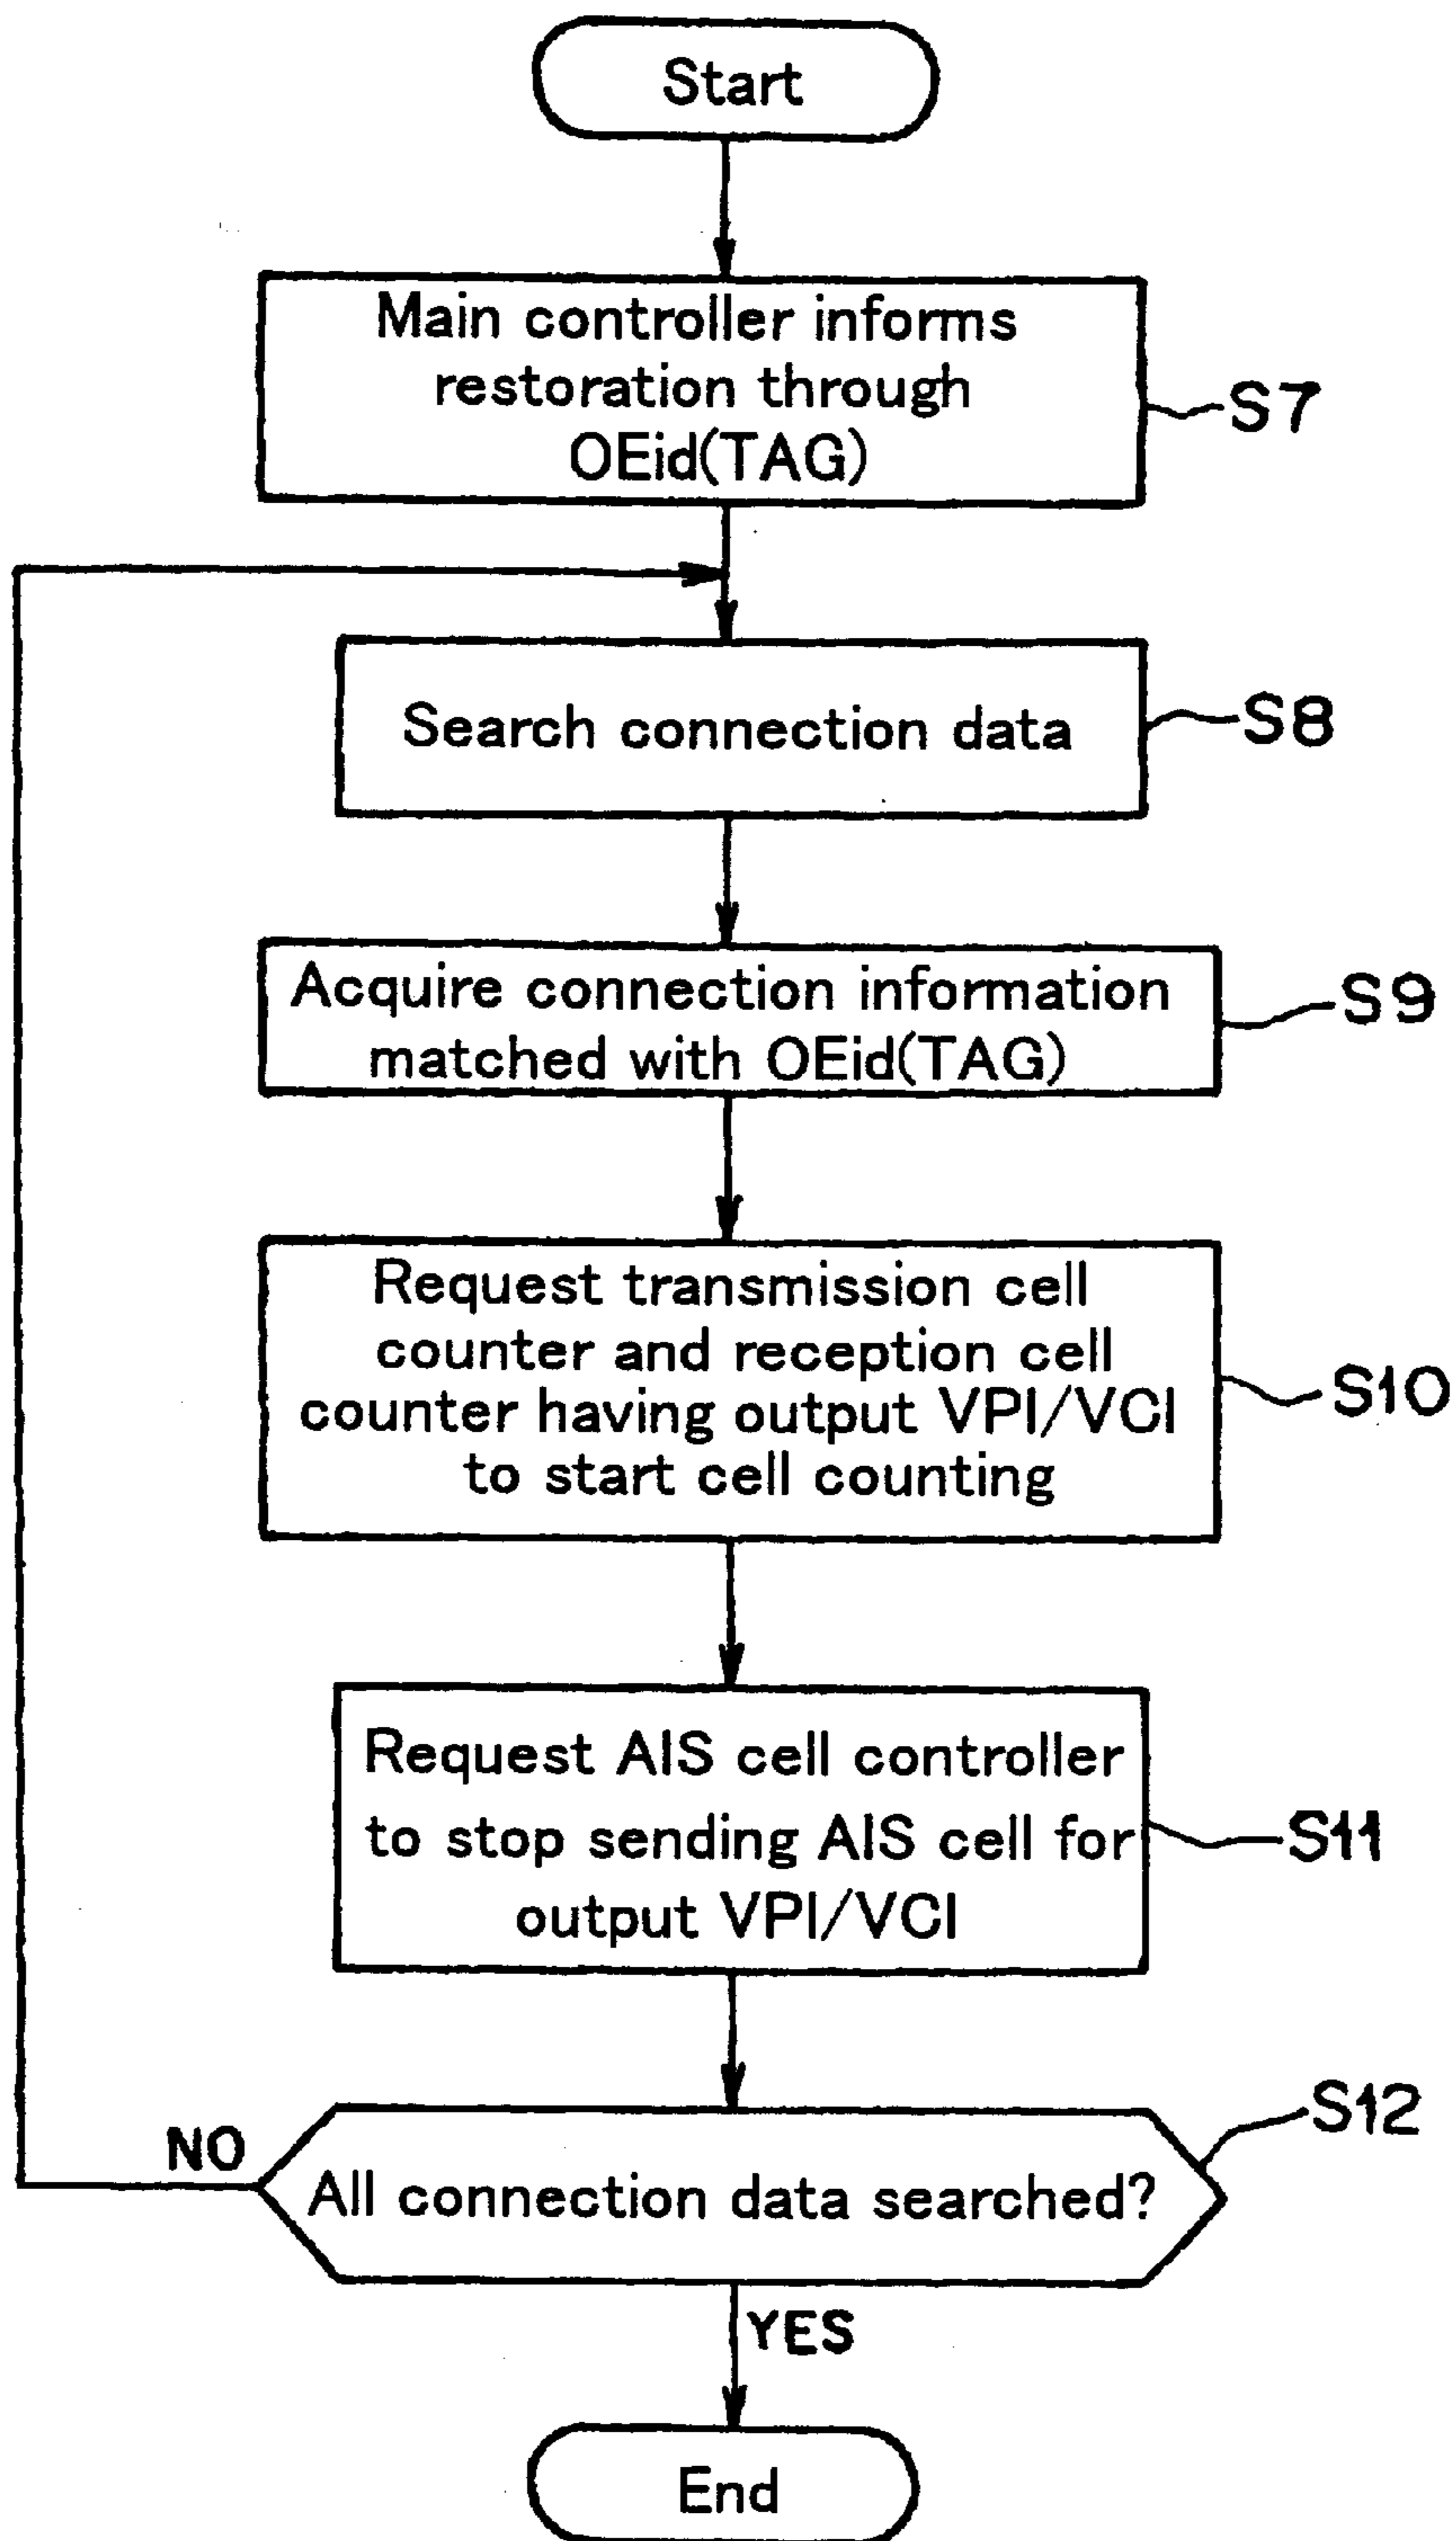 Start
Main controller informs
restoration through
OEid(TAG)
S7
Search connection data
S8
Acquire connection information
matched with OEid(TAG)
S9
Request transmission cell
counter and reception cell
counter having output VPI/VCI
to start cell counting
S10
Request AIS cell controller
to stop sending AIS cell for
output VPI/VCI
S11
All connection data searched?
S12
NO
YES
End